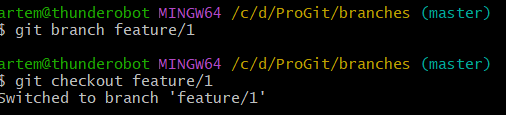 artem@thunderobot MINGW64 /c/d/ProGit/branches (master)
$ git branch feature/1
artem@thunderobot MINGW64 /c/d/ProGit/branches (master)
$ git checkout feature/1
Switched to branch 'feature/1'